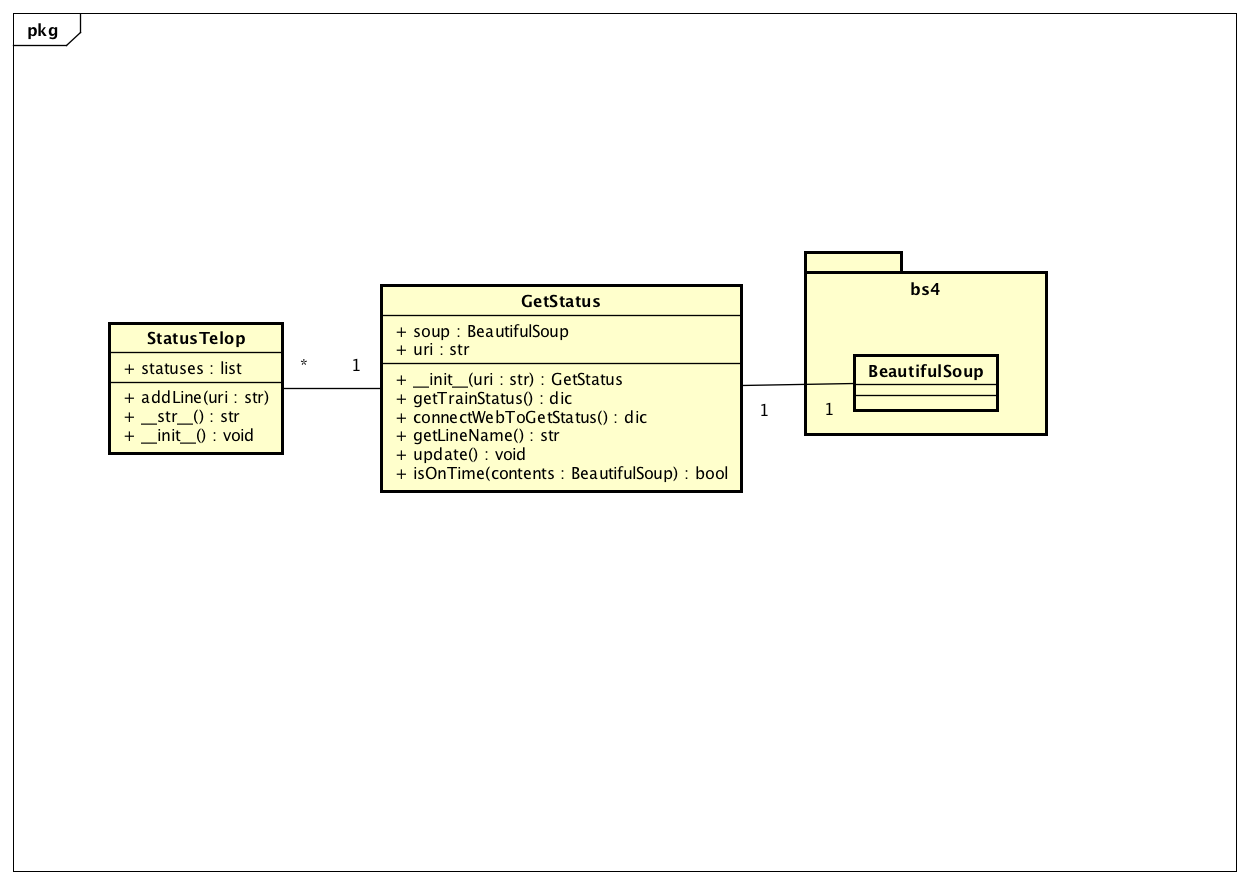 pkg
StatusTelop
+ statuses : list
+ addLine(uri : str)
+ __str__() : str
+ __init__() : void
*
1
GetStatus
+ soup : BeautifulSoup
+ uri : str
+ __init__(uri : str) : GetStatus
+ getTrainStatus() : dic
+ connectWebToGetStatus() : dic
+ getLineName() : str
+ update() : void
+ isOnTime(contents : BeautifulSoup) : bool
1
1
bs4
BeautifulSoup